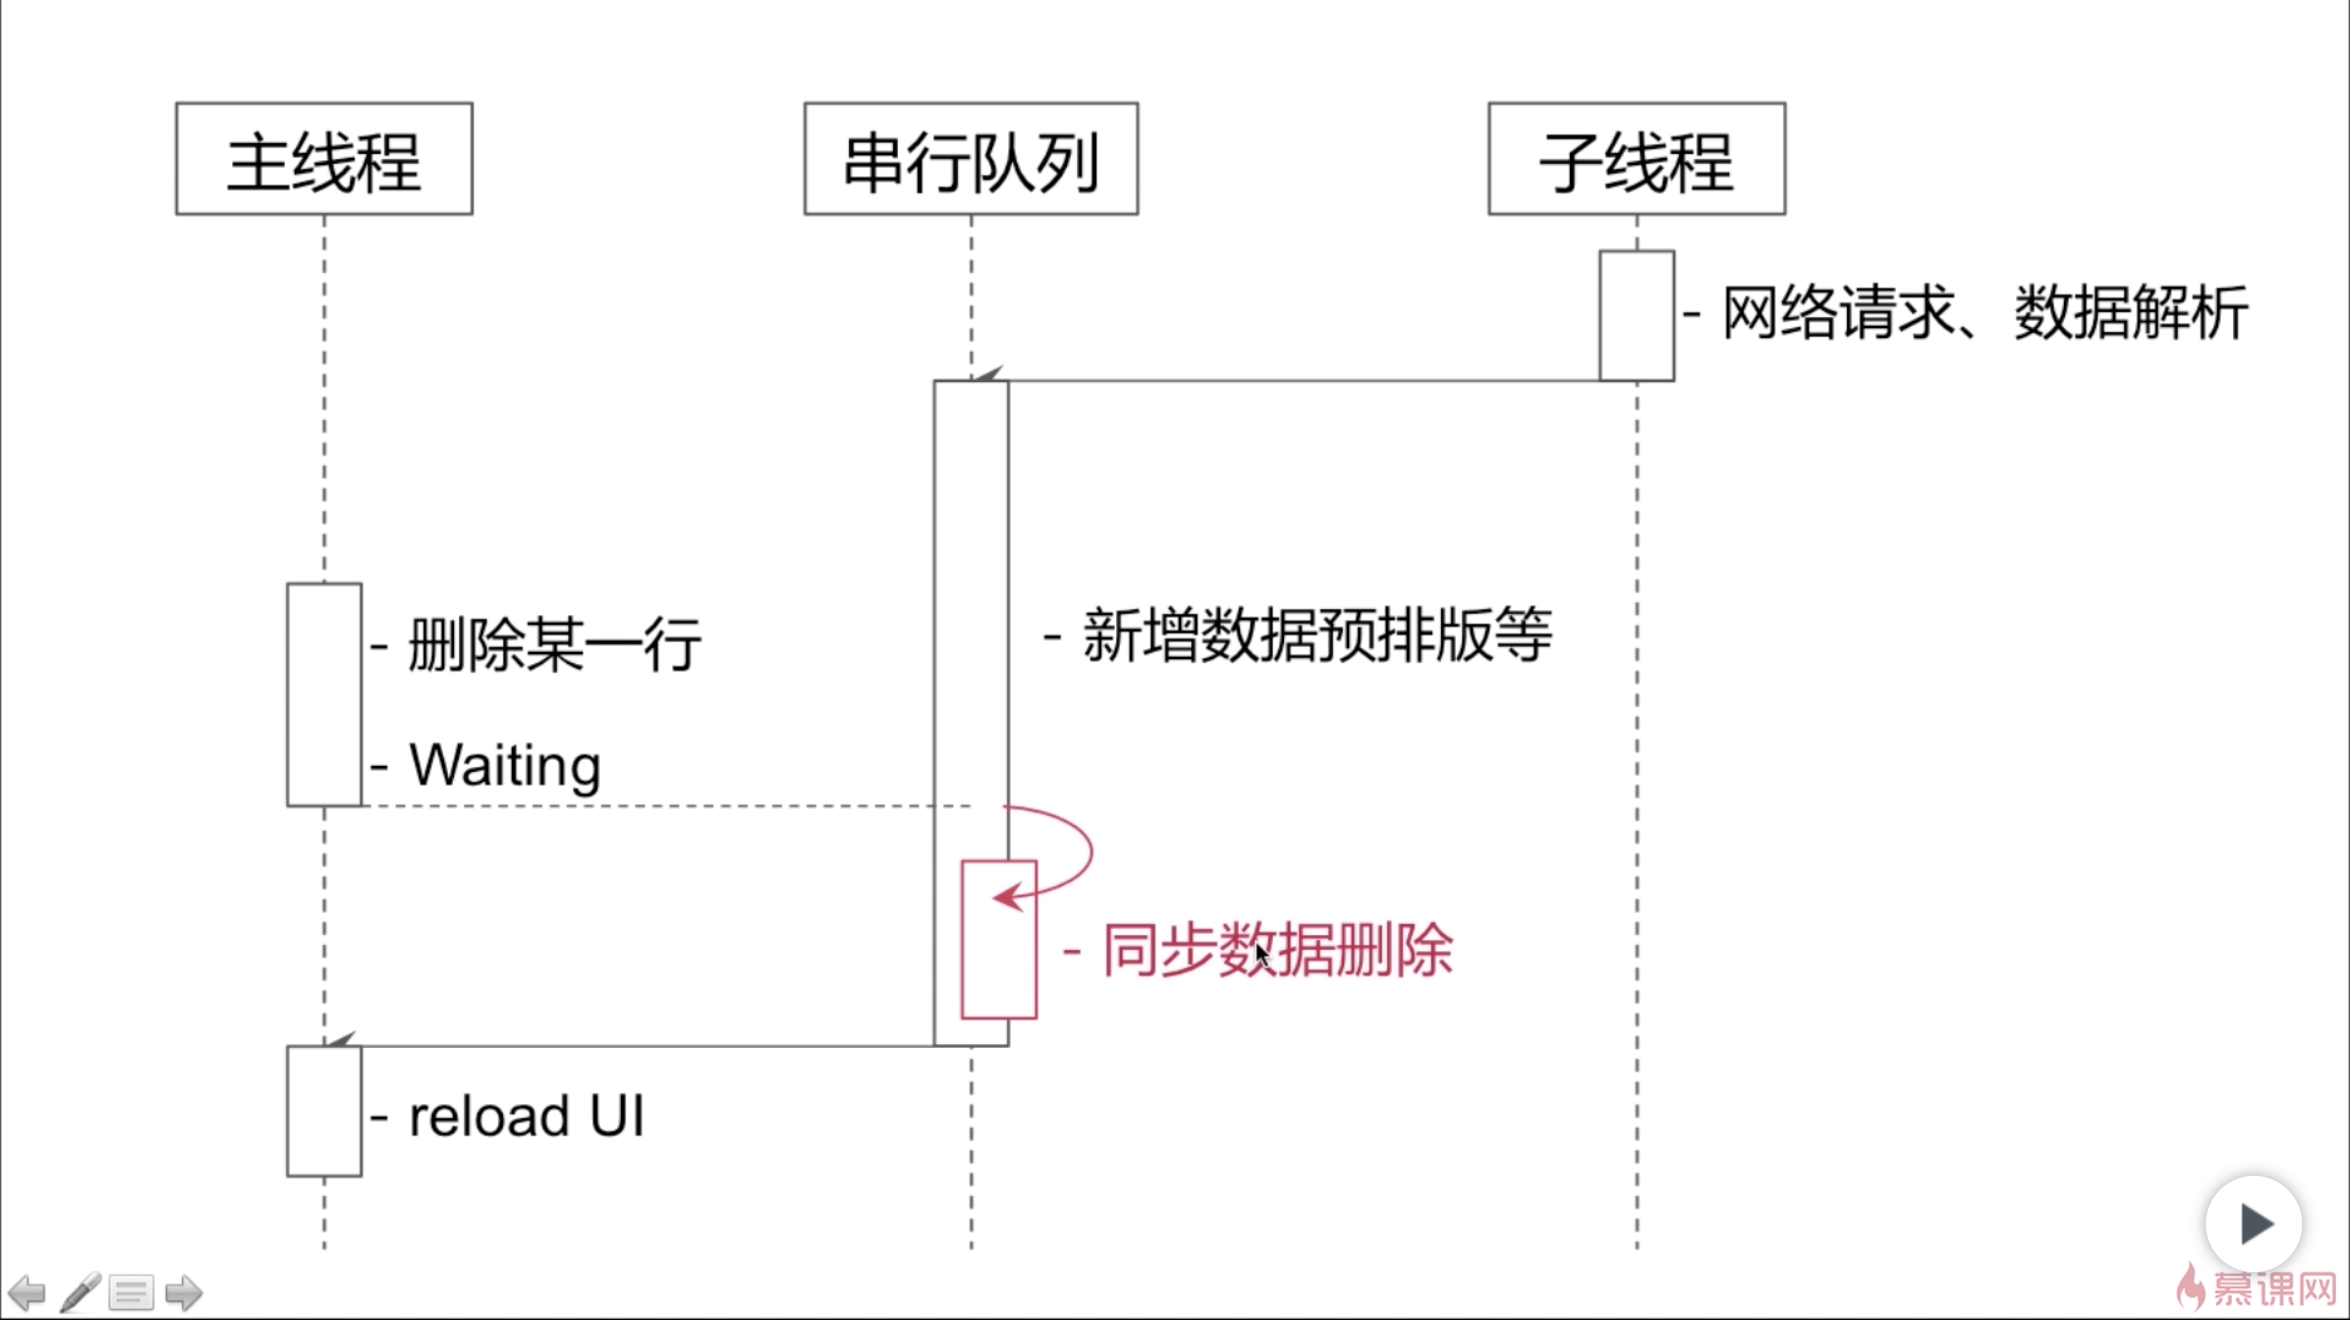 主线程
串行队列
子线程
- 网络请求、数据解析
- 删除某一行
- 新增数据预排版等
- Waiting
- 同步数据删除
- reload UI
慕课网